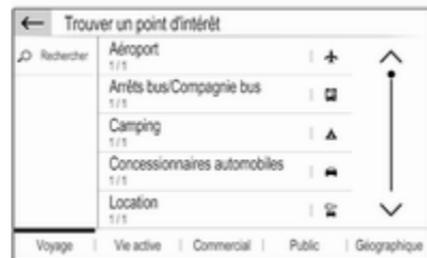 Trouver un point d'intérêt
Rechercher
Aéroport
1/1
Arrêts bus/Compagnie bus
1/1
Camping
1/1
Concessionnaires automobiles
1/1
Location
1/1
Voyage | Vie active | Commercial | Public | Géographique